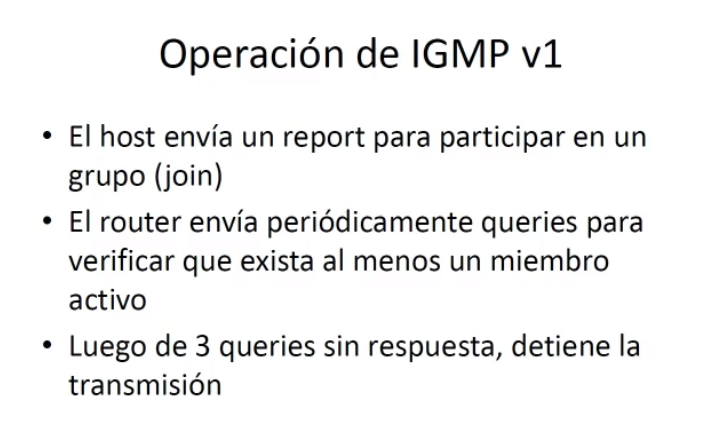 Operación de IGMP v1
• El host envía un report para participar en un
grupo (join)
• El router envía periódicamente queries para
verificar que exista al menos un miembro
activo
• Luego de 3 queries sin respuesta, detiene la
transmisión